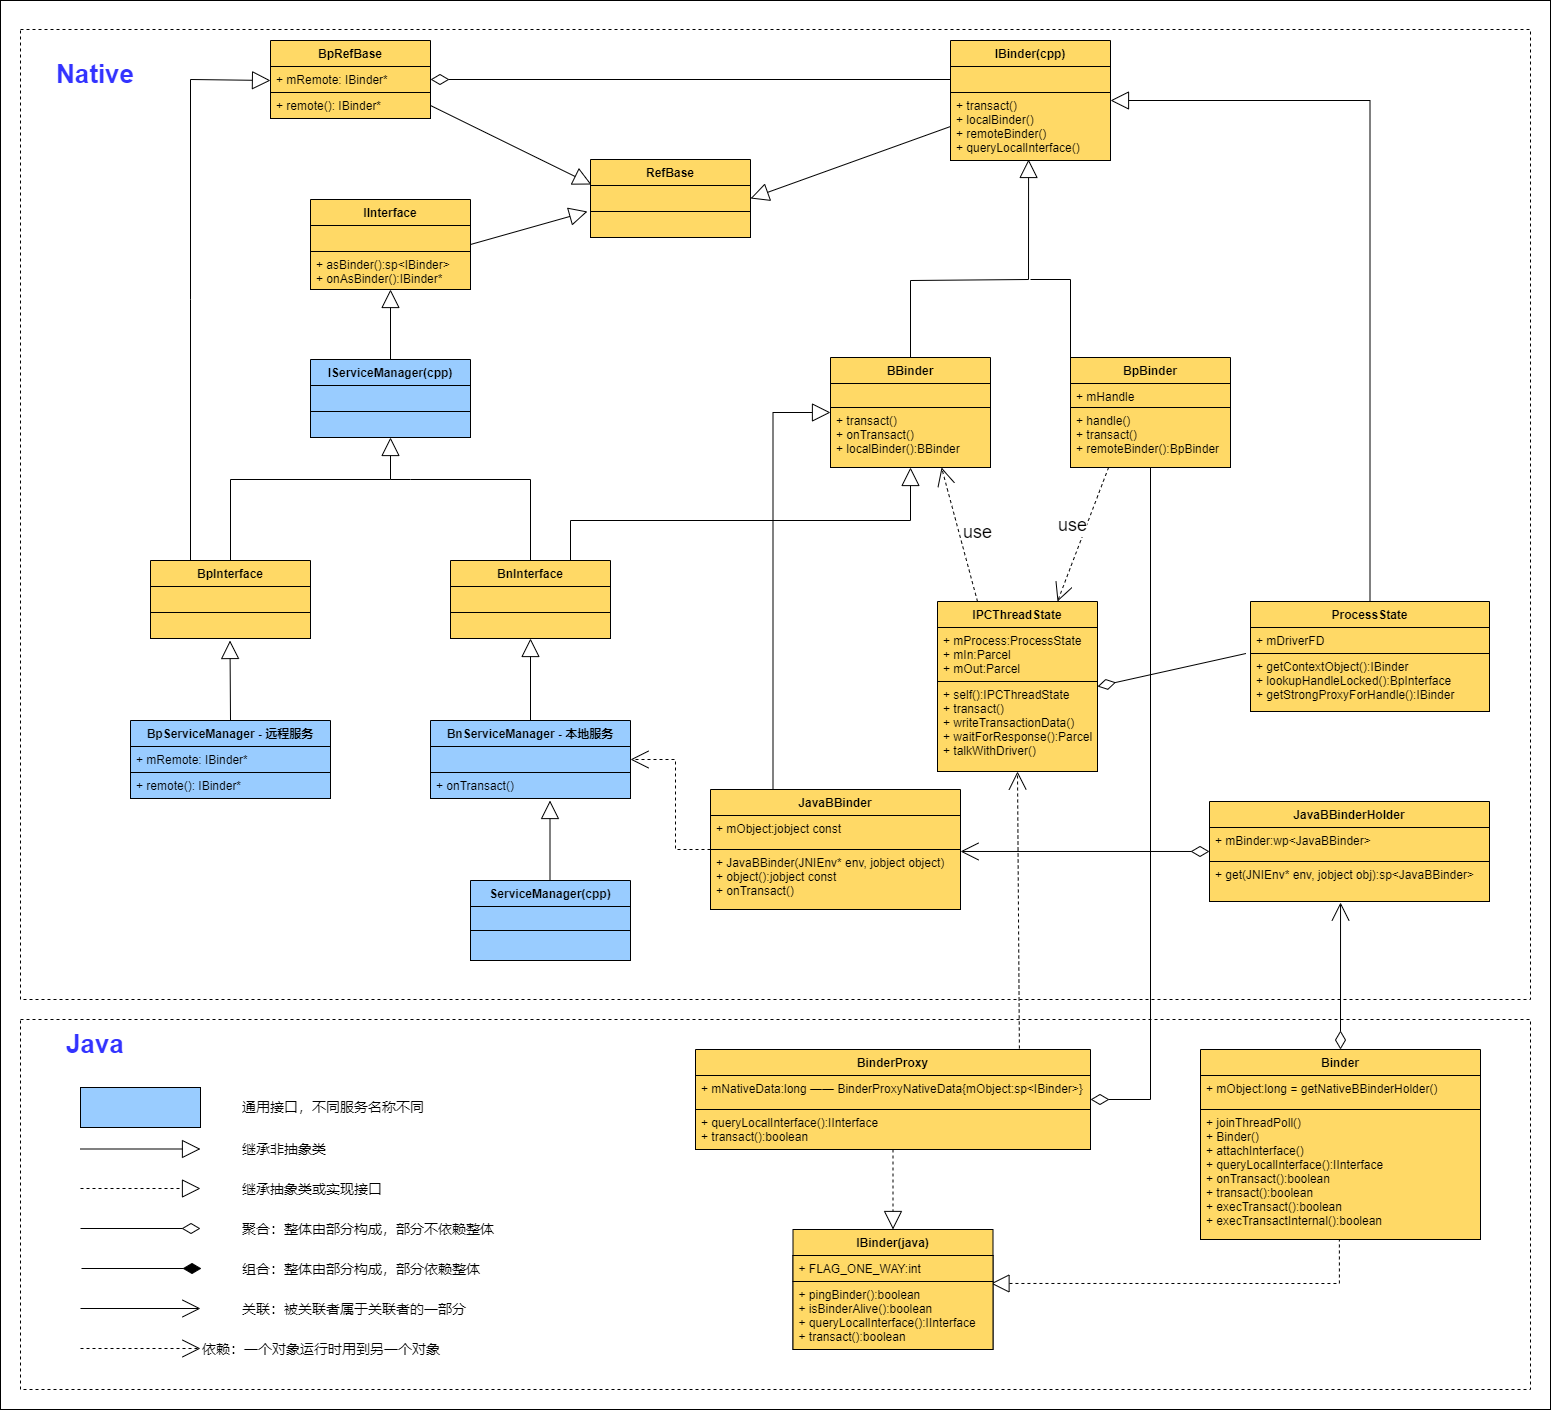 Native
BpRefBase
+ mRemote: IBinder*
+ remote(): IBinder*
IBinder(cpp)
+ transact()
+ localBinder()
+ remoteBinder()
+ queryLocalInterface()
RefBase
IInterface
+ asBinder():sp<IBinder>
+ onAsBinder():IBinder*
IServiceManager(cpp)
BBinder
+ transact()
+ onTransact()
+ localBinder():BBinder
BpBinder
+ mHandle
+ handle()
+ transact()
+ remoteBinder():BpBinder
use
use
BpInterface
BnInterface
IPCThreadState
+ mProcess:ProcessState
+ mIn:Parcel
+ mOut:Parcel
+ self():IPCThreadState
+ transact()
+ writeTransactionData()
+ waitForResponse():Parcel
+ talkWithDriver()
ProcessState
+ mDriverFD
+ getContextObject():IBinder
+ lookupHandleLocked():BpInterface
+ getStrongProxyForHandle():IBinder
BpServiceManager - 远程服务
+ mRemote: IBinder*
+ remote(): IBinder*
BnServiceManager - 本地服务
+ onTransact()
JavaBBinder
+ mObject:jobject const
+ JavaBBinder(JNIEnv* env, jobject object)
+ object():jobject const
+ onTransact()
JavaBBinderHolder
+ mBinder:wp<JavaBBinder>
+ get(JNIEnv* env, jobject obj):sp<JavaBBinder>
ServiceManager(cpp)
Java
BinderProxy
+ mNativeData:long —— BinderProxyNativeData{mObject:sp<IBinder>}
+ queryLocalInterface():IInterface
+ transact():boolean
Binder
+ mObject:long = getNativeBBinderHolder()
+ joinThreadPoll()
+ Binder()
+ attachInterface()
+ queryLocalInterface():IInterface
+ onTransact():boolean
+ transact():boolean
+ execTransact():boolean
+ execTransactInternal():boolean
IBinder(java)
+ FLAG_ONE_WAY:int
+ pingBinder():boolean
+ isBinderAlive():boolean
+ queryLocalInterface():IInterface
+ transact():boolean
通用接口，不同服务名称不同
继承非抽象类
继承抽象类或实现接口
聚合：整体由部分构成，部分不依赖整体
组合：整体由部分构成，部分依赖整体
关联：被关联者属于关联者的一部分
依赖：一个对象运行时用到另一个对象